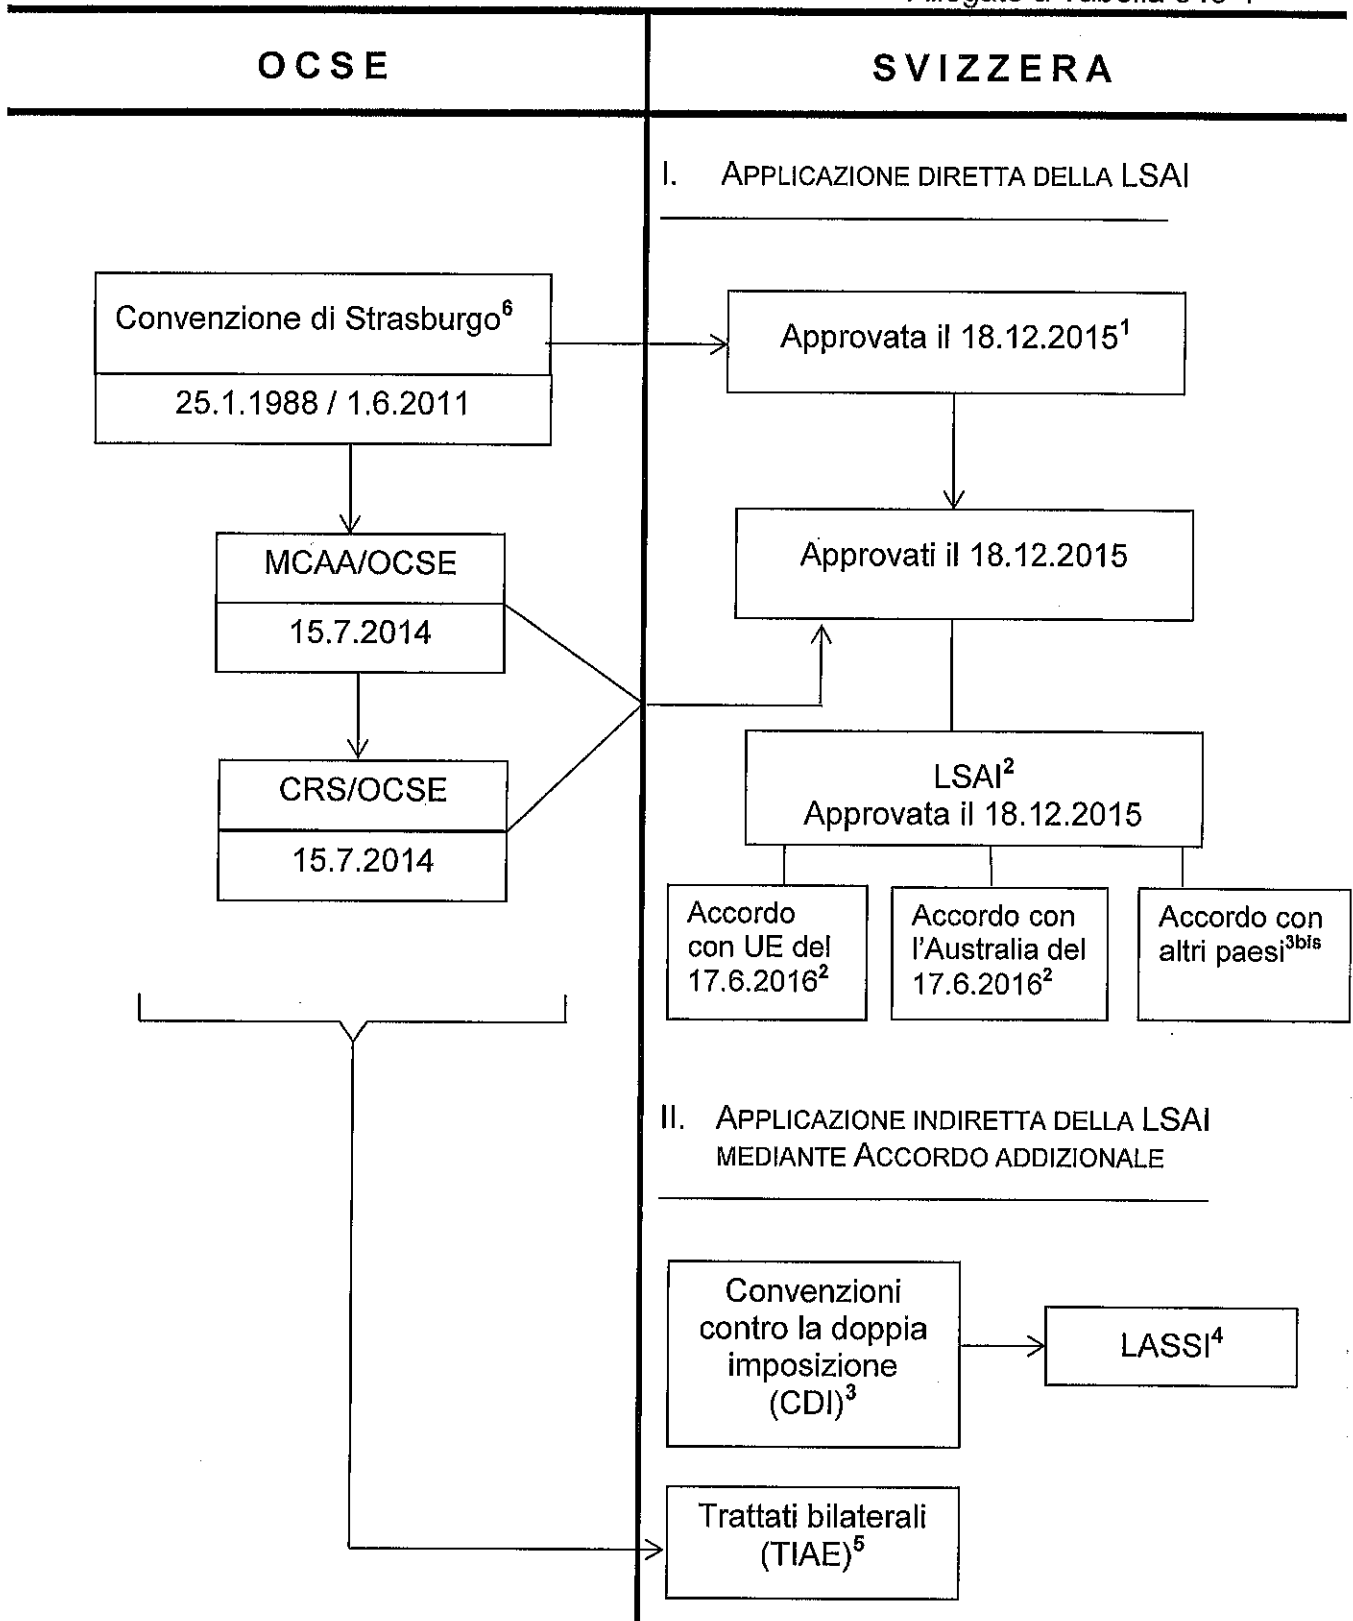 OCSE
SVIZZERA
I. APPLICAZIONE DIRETTA DELLA LSAI
Convenzione di Strasburgo⁶
25.1.1988 / 1.6.2011
Approvata il 18.12.2015¹
MCAA/OCSE
15.7.2014
Approvati il 18.12.2015
CRS/OCSE
15.7.2014
LSAI²
Approvata il 18.12.2015
Accordo
con UE del
17.6.2016²
Accordo con
l'Australia del
17.6.2016²
Accordo con
altri paesi³ᵇⁱˢ
II. APPLICAZIONE INDIRETTA DELLA LSAI
MEDIANTE ACCORDO ADDIZIONALE
Convenzioni
contro la doppia
imposizione
(CDI)³
LASSI⁴
Trattati bilaterali
(TIAE)⁵